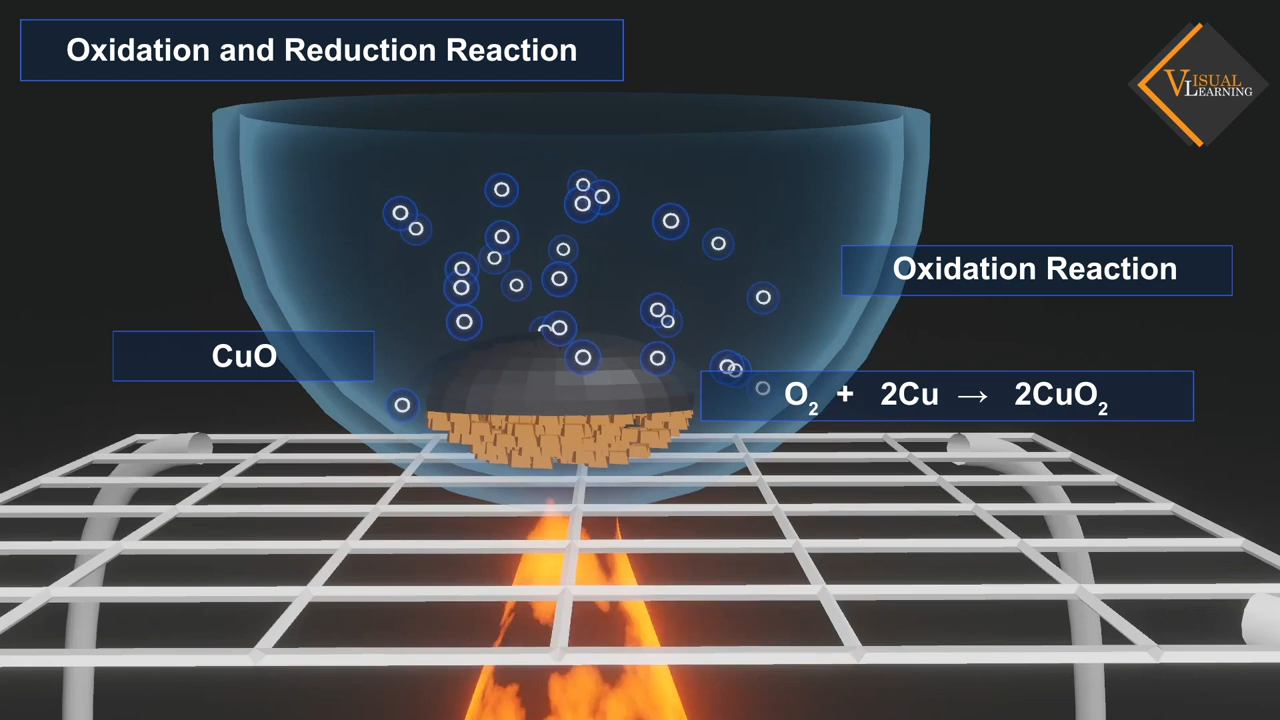 Oxidation and Reduction Reaction
VISUAL
LEARNING
Oxidation Reaction
CuO
O₂ + 2Cu → 2CuO₂